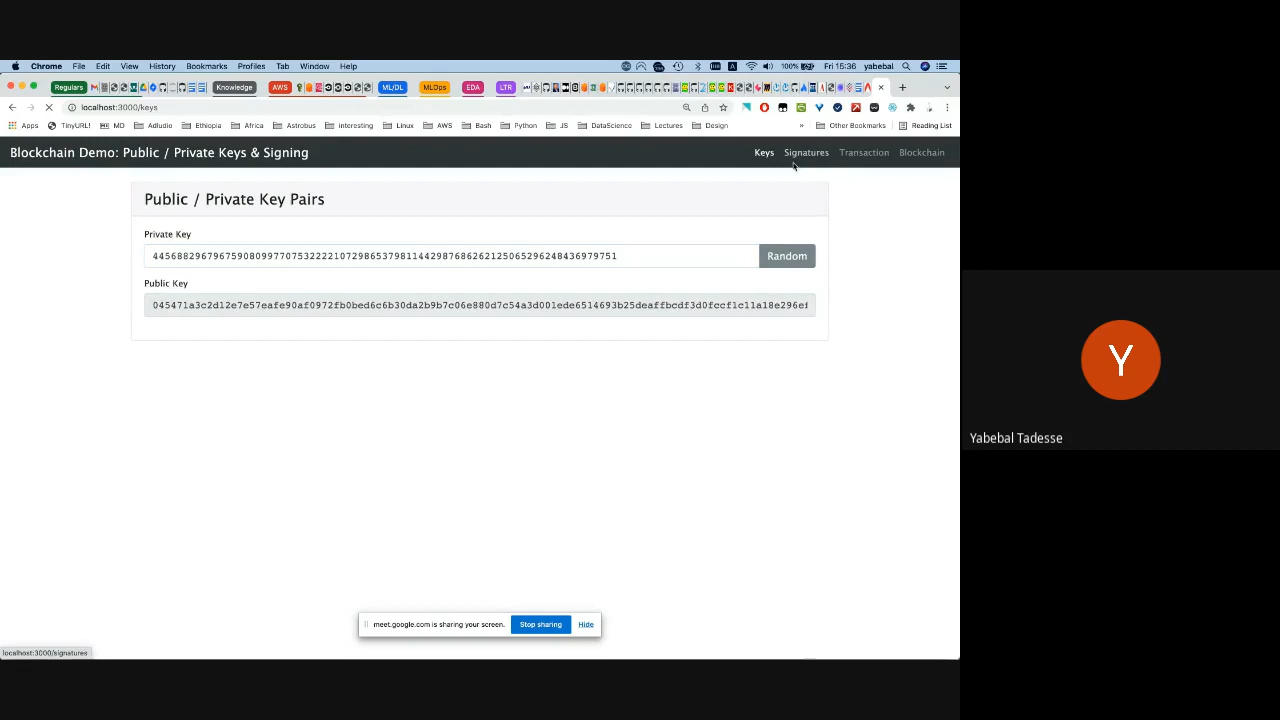 Chrome File Edit View History Bookmarks Profiles Tab Window Help 100% Fri 15:36 yabebal
Regulars Knowledge AWS ML/DL MLOps EDA LTR
localhost:3000/keys
Apps TinyURL! MD Adludio Ethiopia Africa Astrobus interesting Linux AWS Bash Python JS DataScience Lectures Design » Other Bookmarks Reading List
Blockchain Demo: Public / Private Keys & Signing Keys Signatures Transaction Blockchain
Public / Private Key Pairs
Private Key
Random
Public Key
Y
Yabebal Tadesse
meet.google.com is sharing your screen. Stop sharing Hide
localhost:3000/signatures